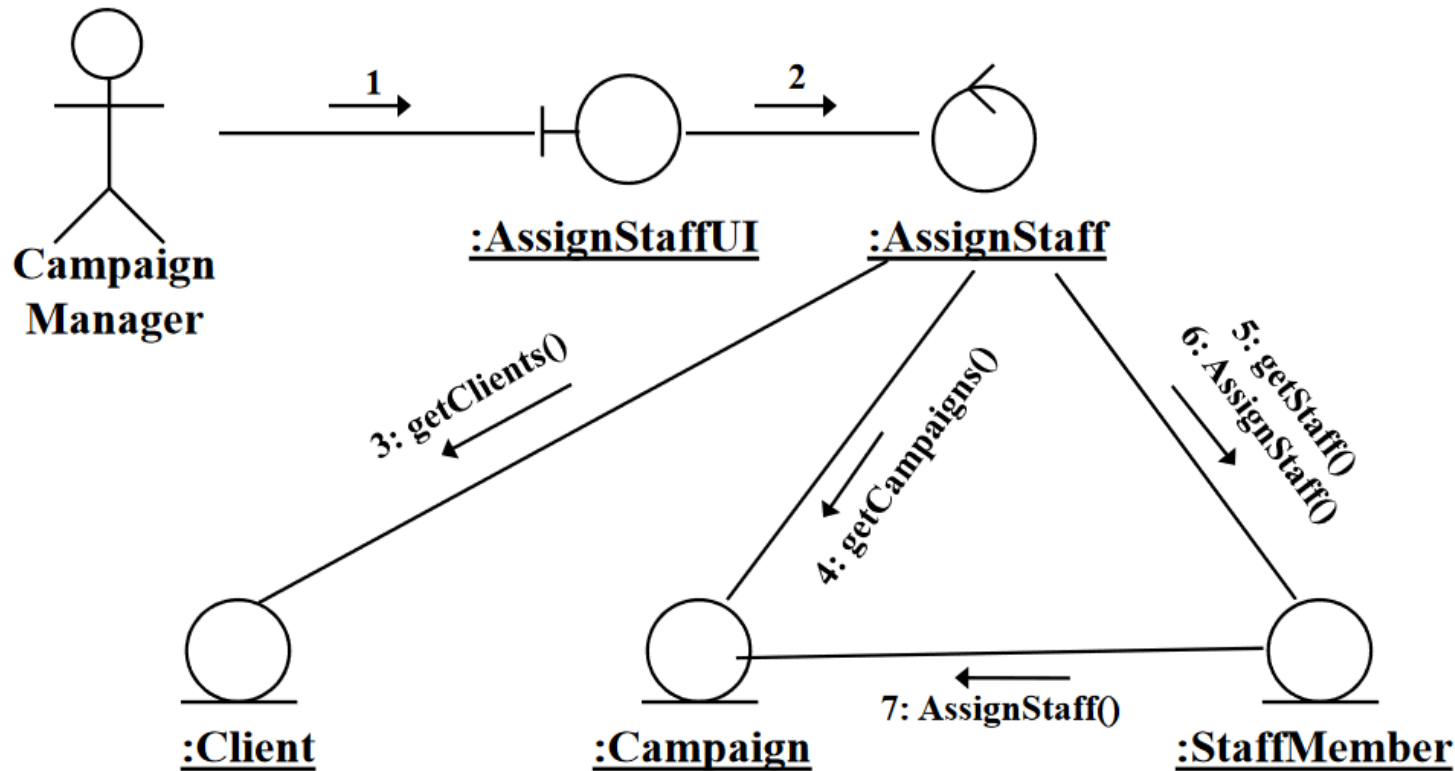 1
2
:AssignStaffUI
:AssignStaff
Campaign
Manager
3: getClients()
4: getCampaigns()
5: getStaff()
6: AssignStaff()
7: AssignStaff()
:Client
:Campaign
:StaffMember